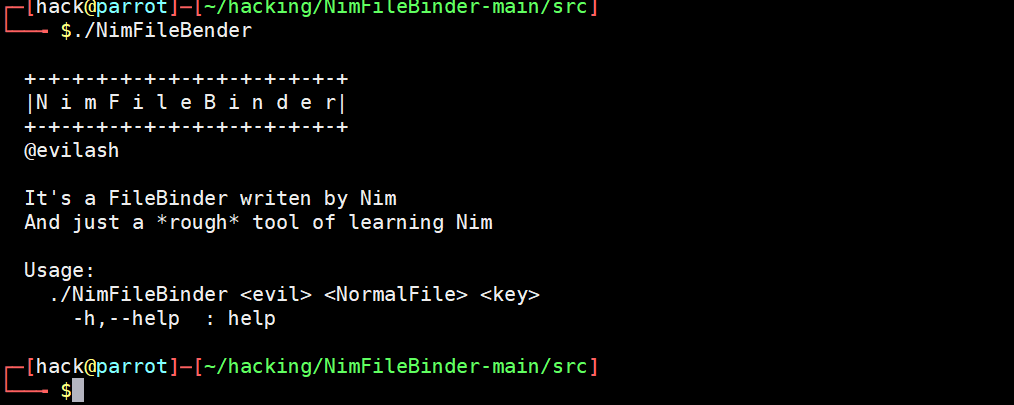 ┌─[hack@parrot]─[~/hacking/NimFileBinder-main/src]
└──╼ $./NimFileBender
+-+-+-+-+-+-+-+-+-+-+-+-+-+
|N i m F i l e B i n d e r|
+-+-+-+-+-+-+-+-+-+-+-+-+-+
@evilash
It's a FileBinder writen by Nim
And just a *rough* tool of learning Nim
Usage:
./NimFileBinder <evil> <NormalFile> <key>
-h,--help  : help
┌─[hack@parrot]─[~/hacking/NimFileBinder-main/src]
└──╼ $